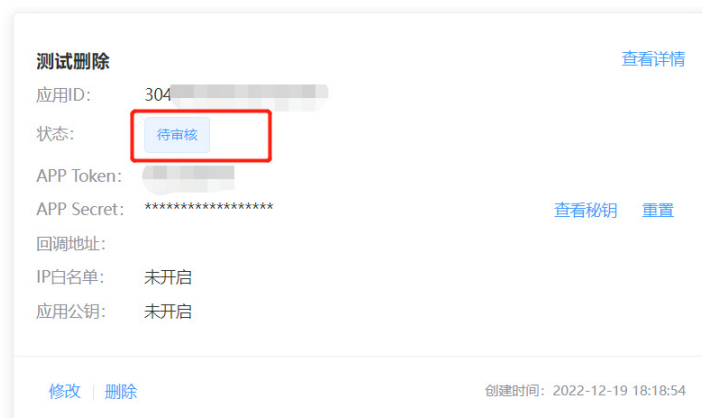 测试删除 查看详情
应用ID: 304
状态: 待审核
APP Token:
APP Secret: ****************** 查看秘钥 重置
回调地址:
IP白名单: 未开启
应用公钥: 未开启
修改 删除 创建时间: 2022-12-19 18:18:54